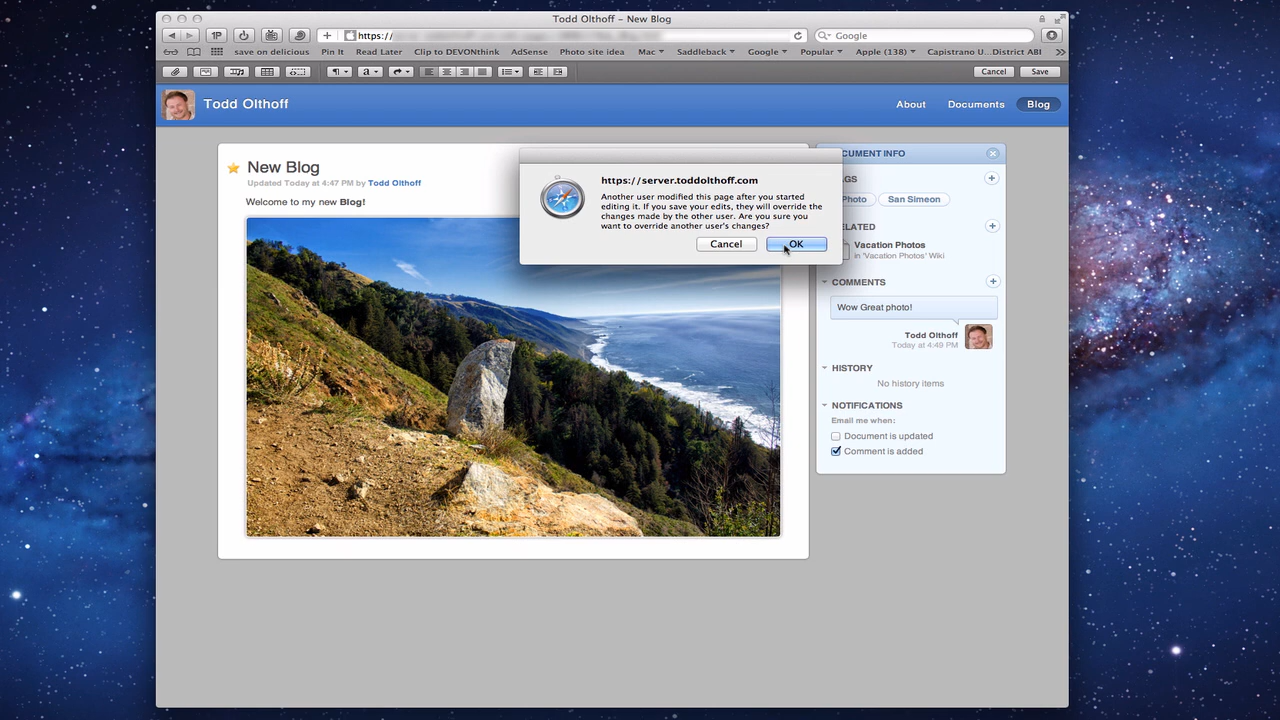 Todd Olthoff – New Blog
https://
Google
save on delicious Pin It Read Later Clip to DEVONthink AdSense Photo site idea Mac Saddleback Google Popular Apple (138) Capistrano U...District ABI
¶ a
Cancel Save
Todd Olthoff
About Documents Blog
New Blog
Updated Today at 4:47 PM by Todd Olthoff
Welcome to my new Blog!
https://server.toddolthoff.com
Another user modified this page after you started
editing it. If you save your edits, they will override the
changes made by the other user. Are you sure you
want to override another user's changes?
Cancel OK
CUMENT INFO
AGS
Photo San Simeon
ELATED
Vacation Photos
in 'Vacation Photos' Wiki
COMMENTS
Wow Great photo!
Todd Olthoff
Today at 4:49 PM
HISTORY
No history items
NOTIFICATIONS
Email me when:
Document is updated
Comment is added